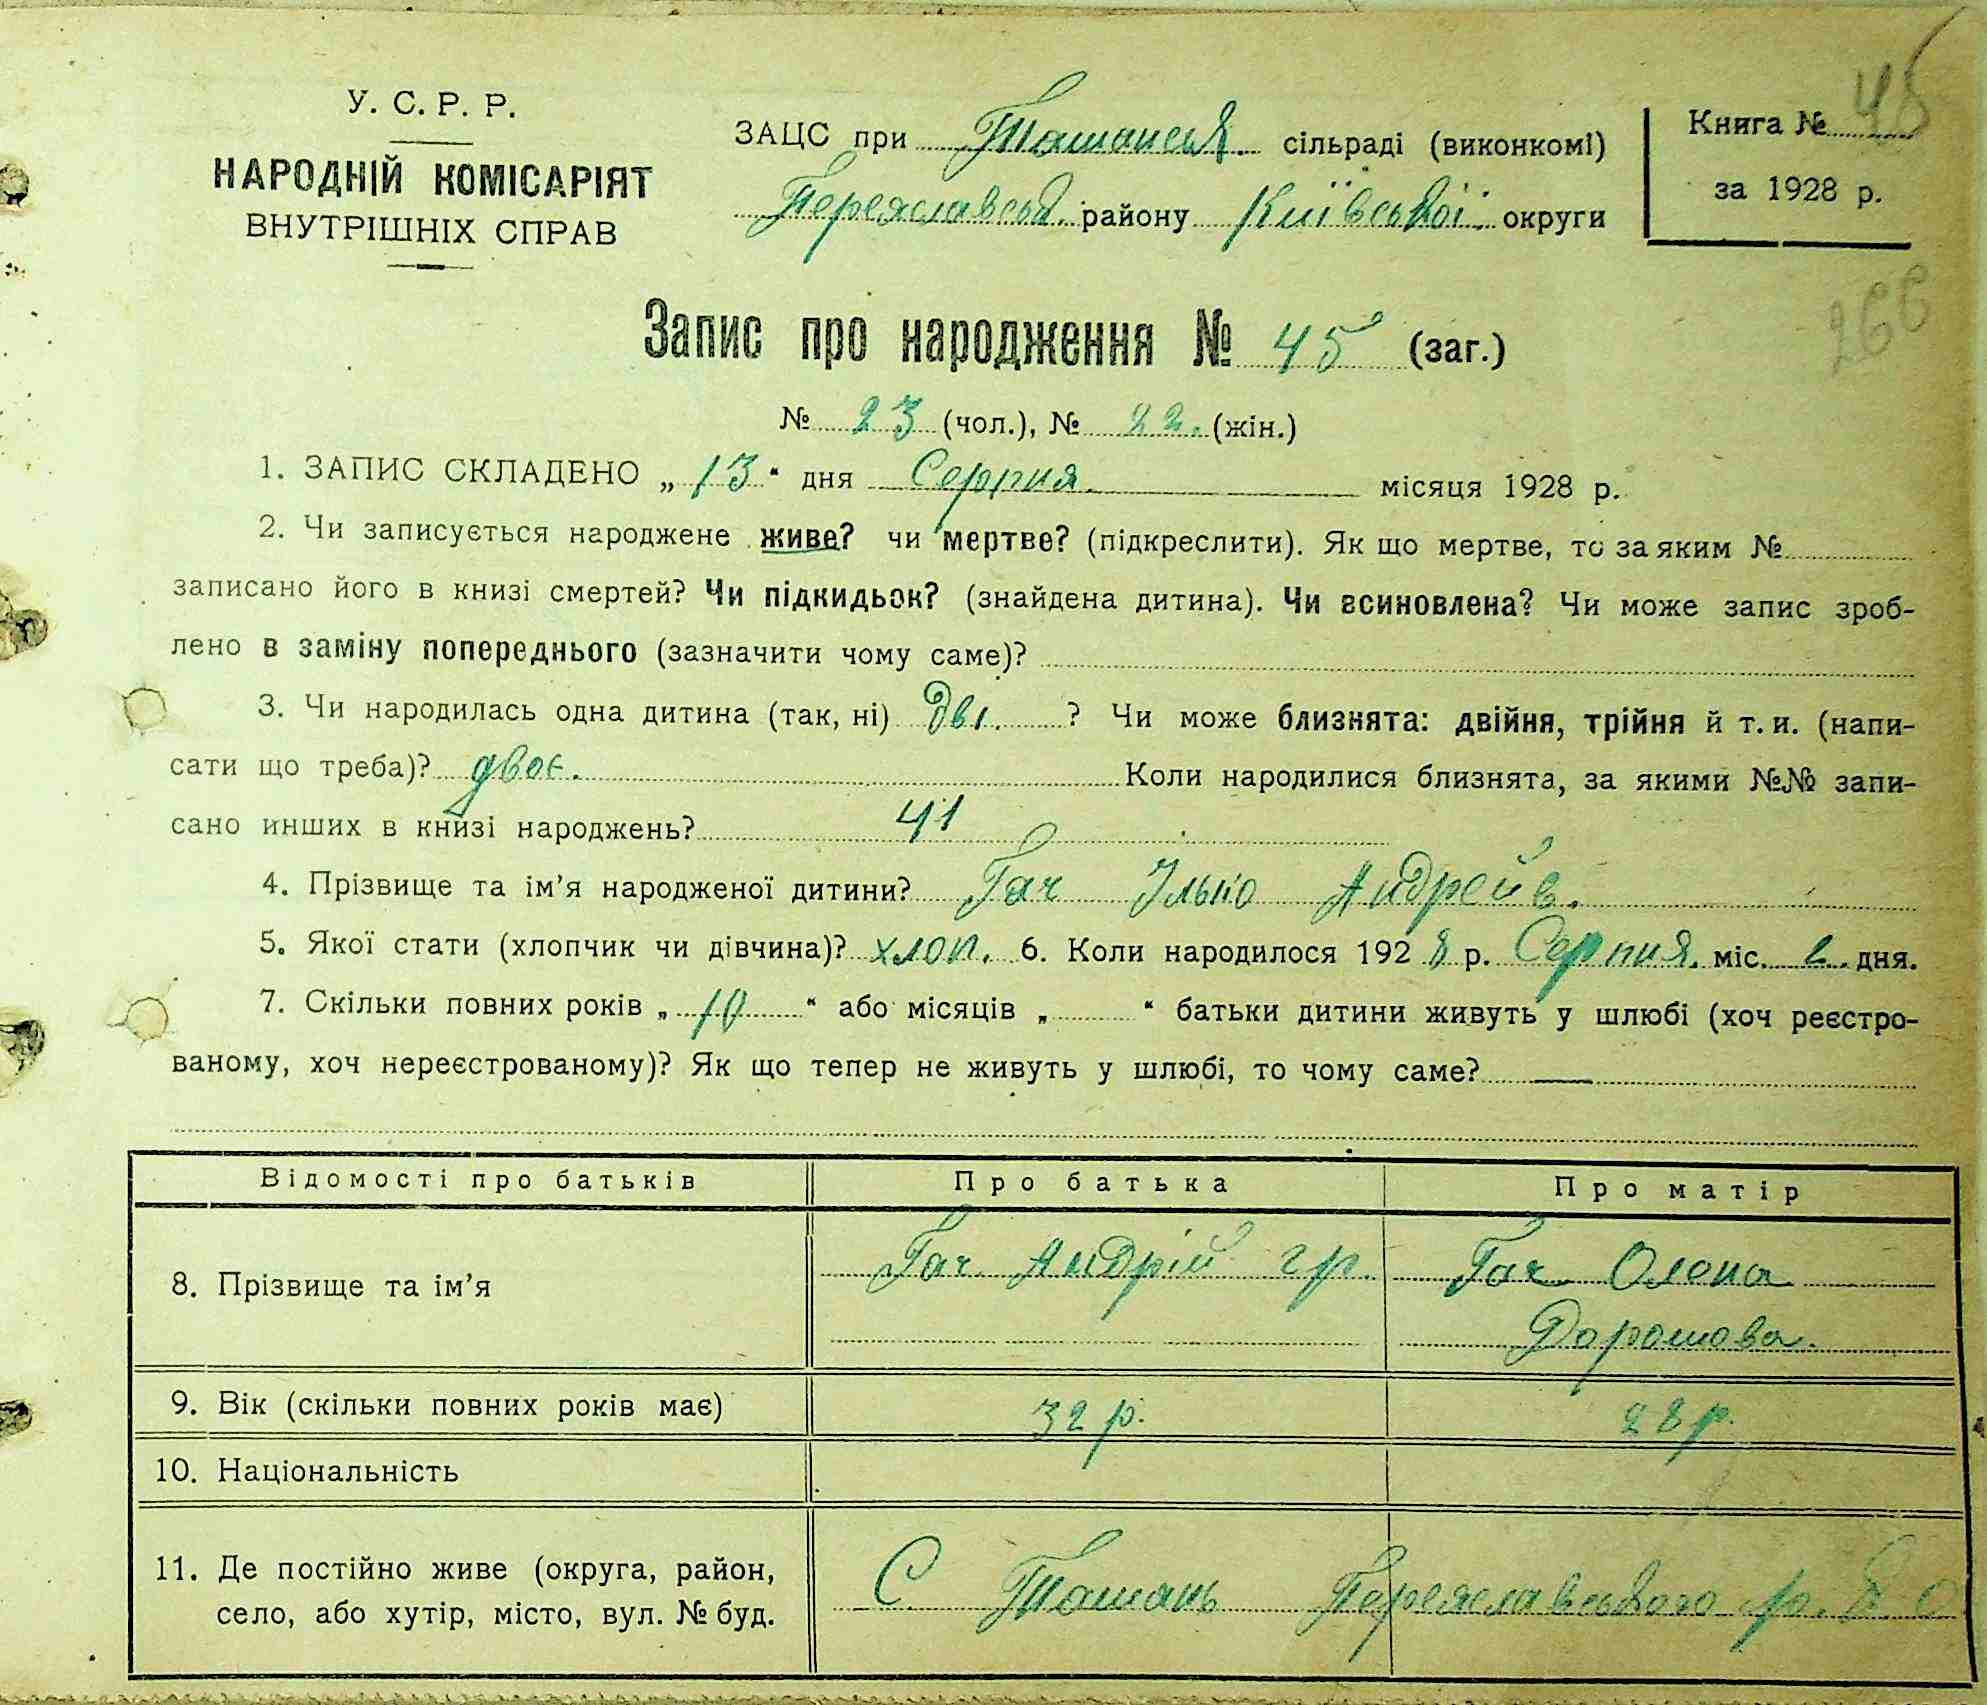 У. С. Р. Р.
НАРОДНІЙ КОМІСАРІЯТ
ВНУТРІШНІХ СПРАВ
ЗАЦС при Ташанськ. сільраді (виконкомі)
Переяславськ. району Київської округи
Книга № 45
за 1928 р.
266
Запис про народження № 45 (заг.)
№ 23 (чол.), № 22. (жін.)
1. ЗАПИС СКЛАДЕНО „ 13 “ дня Серпня. місяця 1928 р.
2. Чи записується народжене живе? чи мертве? (підкреслити). Як що мертве, то за яким №
записано його в книзі смертей? Чи підкидьок? (знайдена дитина). Чи всиновлена? Чи може запис зроб-
лено в заміну попереднього (зазначити чому саме)?
3. Чи народилась одна дитина (так, ні) Дві. ? Чи може близнята: двійня, трійня й т. и. (напи-
сати що треба)? двоє. Коли народилися близнята, за якими №№ запи-
сано инших в книзі народжень? 41
4. Прізвище та ім’я народженої дитини? Гач Ілько Андреїв.
5. Якої стати (хлопчик чи дівчина)? хлоп. 6. Коли народилося 1928 р. Серпня. міс. 2. дня.
7. Скільки повних років „ 10 “ або місяців „ “ батьки дитини живуть у шлюбі (хоч реєстро-
ваному, хоч нереєстрованому)? Як що тепер не живуть у шлюбі, то чому саме? —
Відомості про батьків Про батька Про матір
8. Прізвище та ім’я Гач Андрій гр. Гач Олена
Дорошова.
9. Вік (скільки повних років має) 32 р. 28 р.
10. Національність
11. Де постійно живе (округа, район,
село, або хутір, місто, вул. № буд.
С. Ташань Переяславського р. К. О